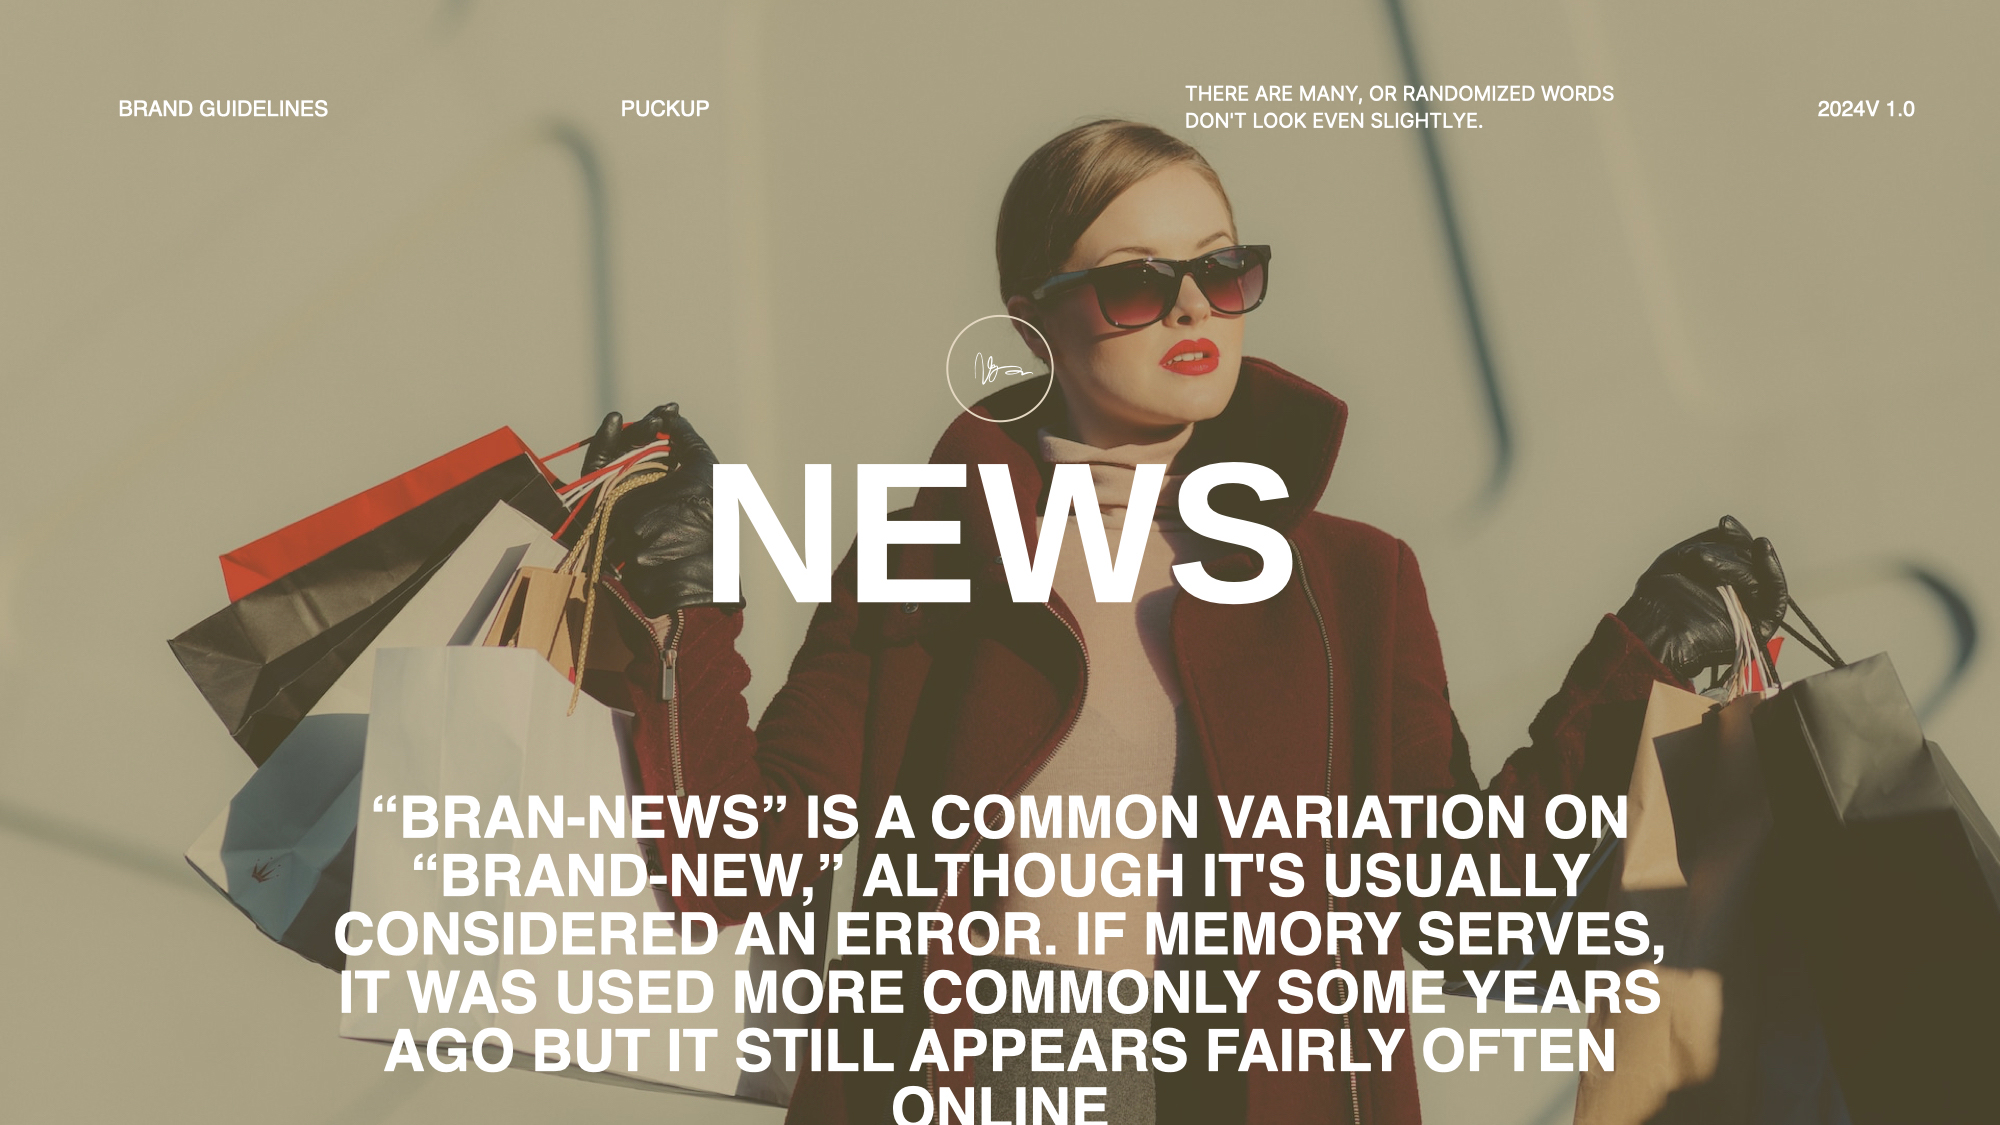 BRAND GUIDELINES
PUCKUP
THERE ARE MANY, OR RANDOMIZED WORDS
DON'T LOOK EVEN SLIGHTLYE.
2024V 1.0
NEWS
“BRAN-NEWS” IS A COMMON VARIATION ON
“BRAND-NEW,” ALTHOUGH IT'S USUALLY
CONSIDERED AN ERROR. IF MEMORY SERVES,
IT WAS USED MORE COMMONLY SOME YEARS
AGO BUT IT STILL APPEARS FAIRLY OFTEN
ONLINE